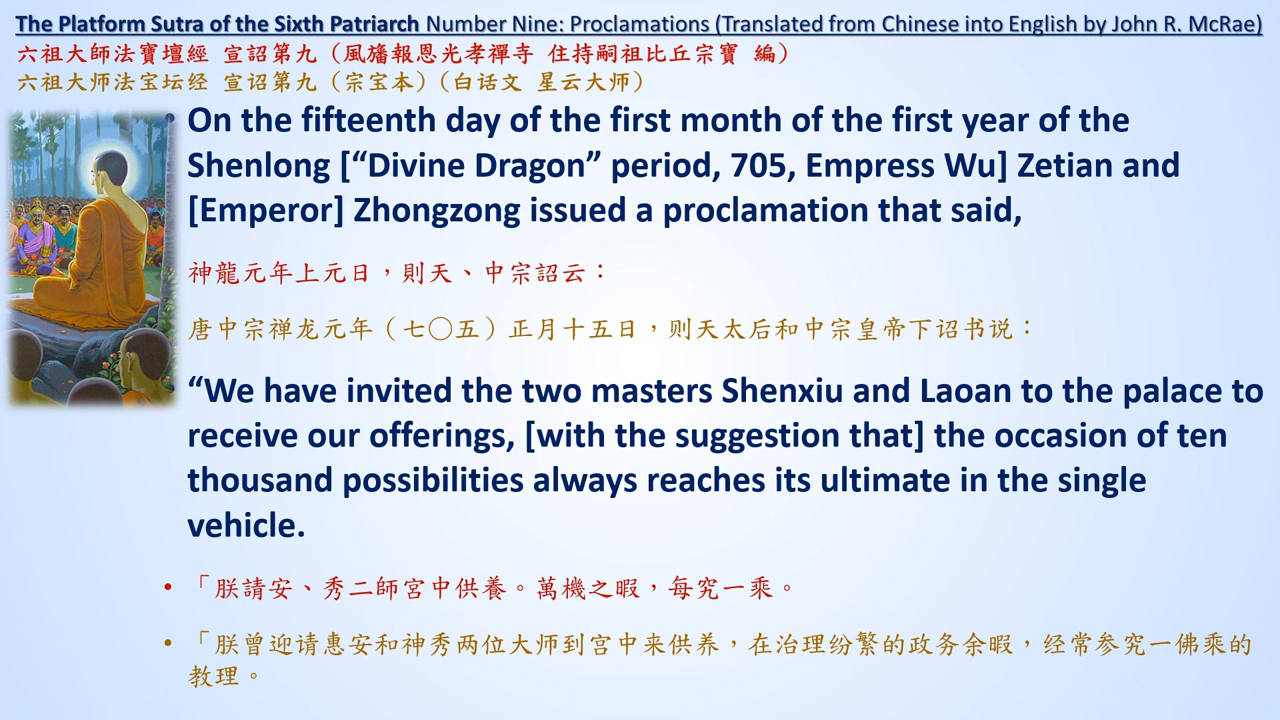 The Platform Sutra of the Sixth Patriarch Number Nine: Proclamations (Translated from Chinese into English by John R. McRae)
六祖大師法寶壇經 宣詔第九（風旛報恩光孝禪寺 住持嗣祖比丘宗寶 編）
六祖大师法宝坛经 宣诏第九（宗宝本）（白话文 星云大师）
• On the fifteenth day of the first month of the first year of the
Shenlong [“Divine Dragon” period, 705, Empress Wu] Zetian and
[Emperor] Zhongzong issued a proclamation that said,
神龍元年上元日，則天、中宗詔云：
唐中宗禅龙元年（七〇五）正月十五日，则天太后和中宗皇帝下诏书说：
• “We have invited the two masters Shenxiu and Laoan to the palace to
receive our offerings, [with the suggestion that] the occasion of ten
thousand possibilities always reaches its ultimate in the single
vehicle.
• 「朕請安、秀二師宮中供養。萬機之暇，每究一乘。
• 「朕曾迎请惠安和神秀两位大师到宫中来供养，在治理纷繁的政务余暇，经常参究一佛乘的
教理。